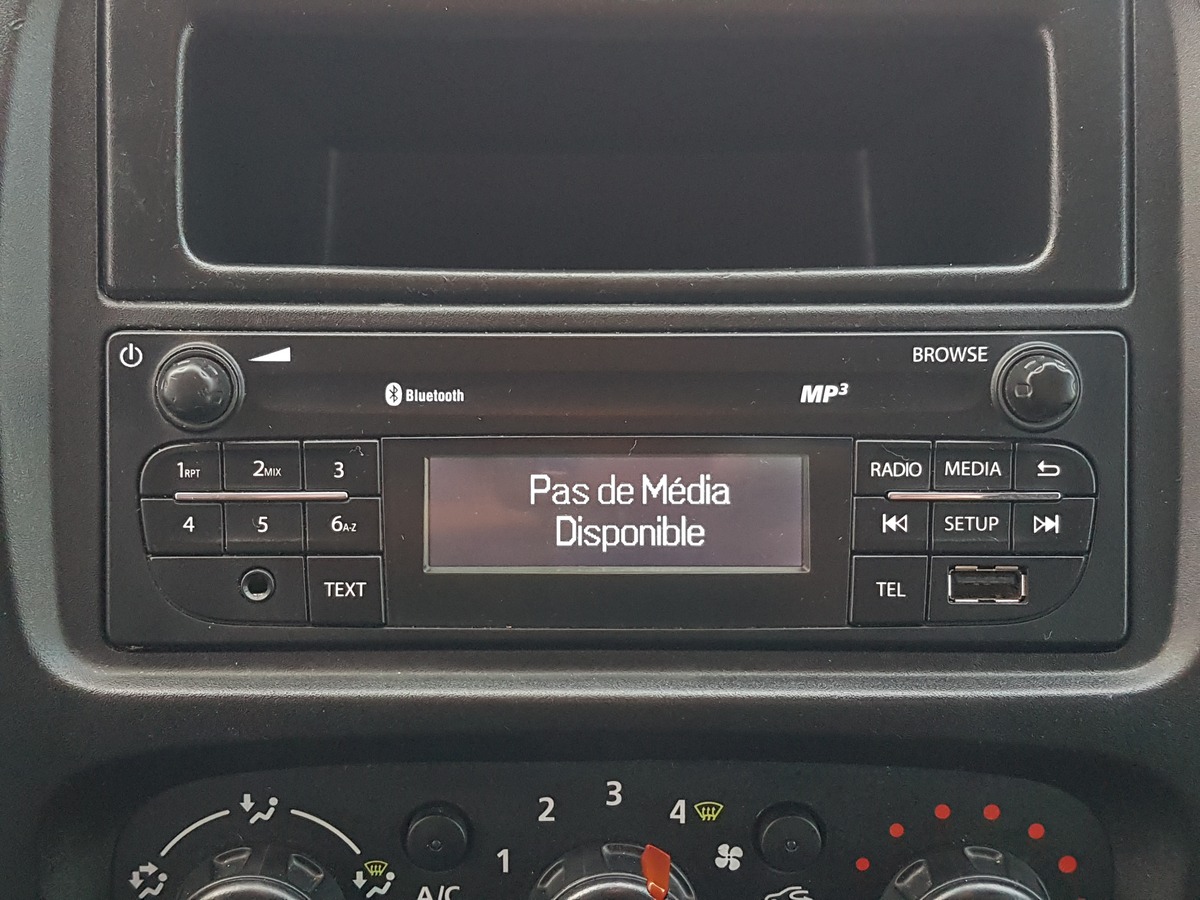 BROWSE
Bluetooth
MP3
1RPT 2MIX 3
RADIO MEDIA
Pas de Média
Disponible
4 5 6A-Z
SETUP
TEXT
TEL
1 2 3 4
A/C